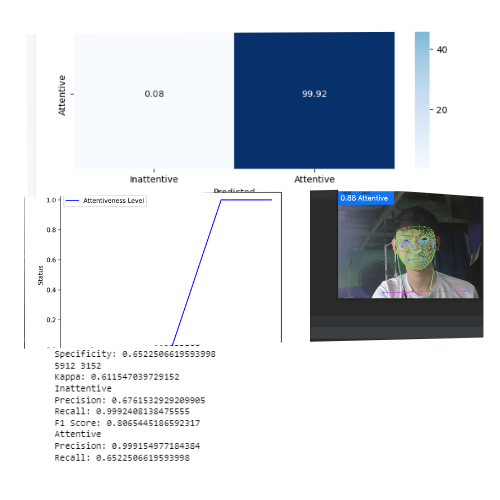 40
Attentive
0.08
99.92
20
Inattentive
Attentive
Predicted
1.0
Attentiveness Level
0.88 Attentive
0.8
0.6
Status
0.4
0.2
Specificity: 0.6522506619593998
5912 3152
Kappa: 0.611547039729152
Inattentive
Precision: 0.6761532929209905
Recall: 0.9992408138475555
F1 Score: 0.8065445186592317
Attentive
Precision: 0.999154977184384
Recall: 0.6522506619593998